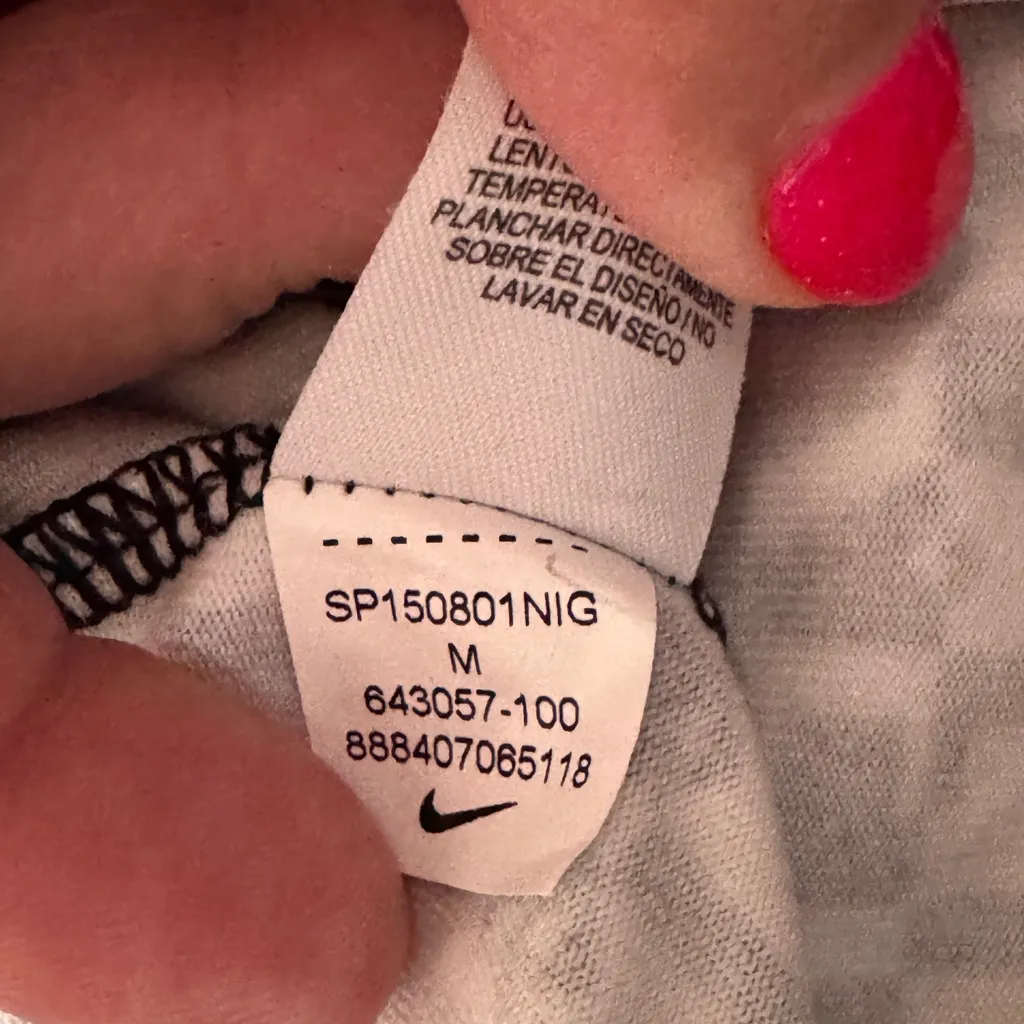 PLANCHAR DIRECTAMENTE
SOBRE EL DISEÑO / NO
LAVAR EN SECO
SP150801NIG
M
643057-100
888407065118